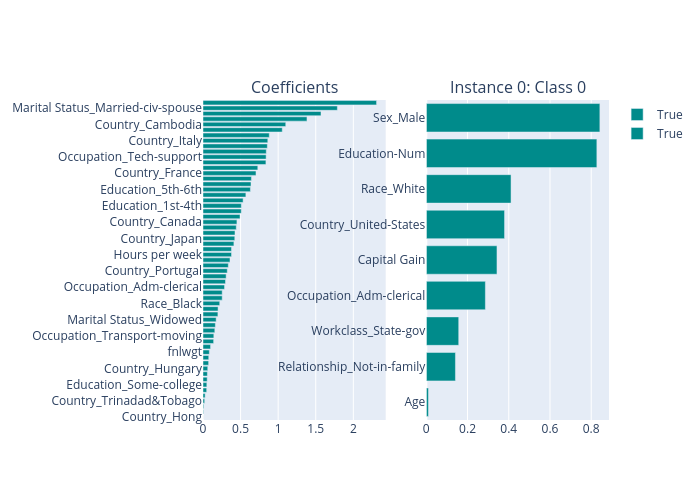 Coefficients
Marital Status_Married-civ-spouse
Country_Cambodia
Country_Italy
Occupation_Tech-support
Country_France
Education_5th-6th
Education_1st-4th
Country_Canada
Country_Japan
Hours per week
Country_Portugal
Occupation_Adm-clerical
Race_Black
Marital Status_Widowed
Occupation_Transport-moving
fnlwgt
Country_Hungary
Education_Some-college
Country_Trinadad&Tobago
Country_Hong
0 0.5 1 1.5 2
Instance 0: Class 0
Sex_Male
Education-Num
Race_White
Country_United-States
Capital Gain
Occupation_Adm-clerical
Workclass_State-gov
Relationship_Not-in-family
Age
0 0.2 0.4 0.6 0.8
True
True